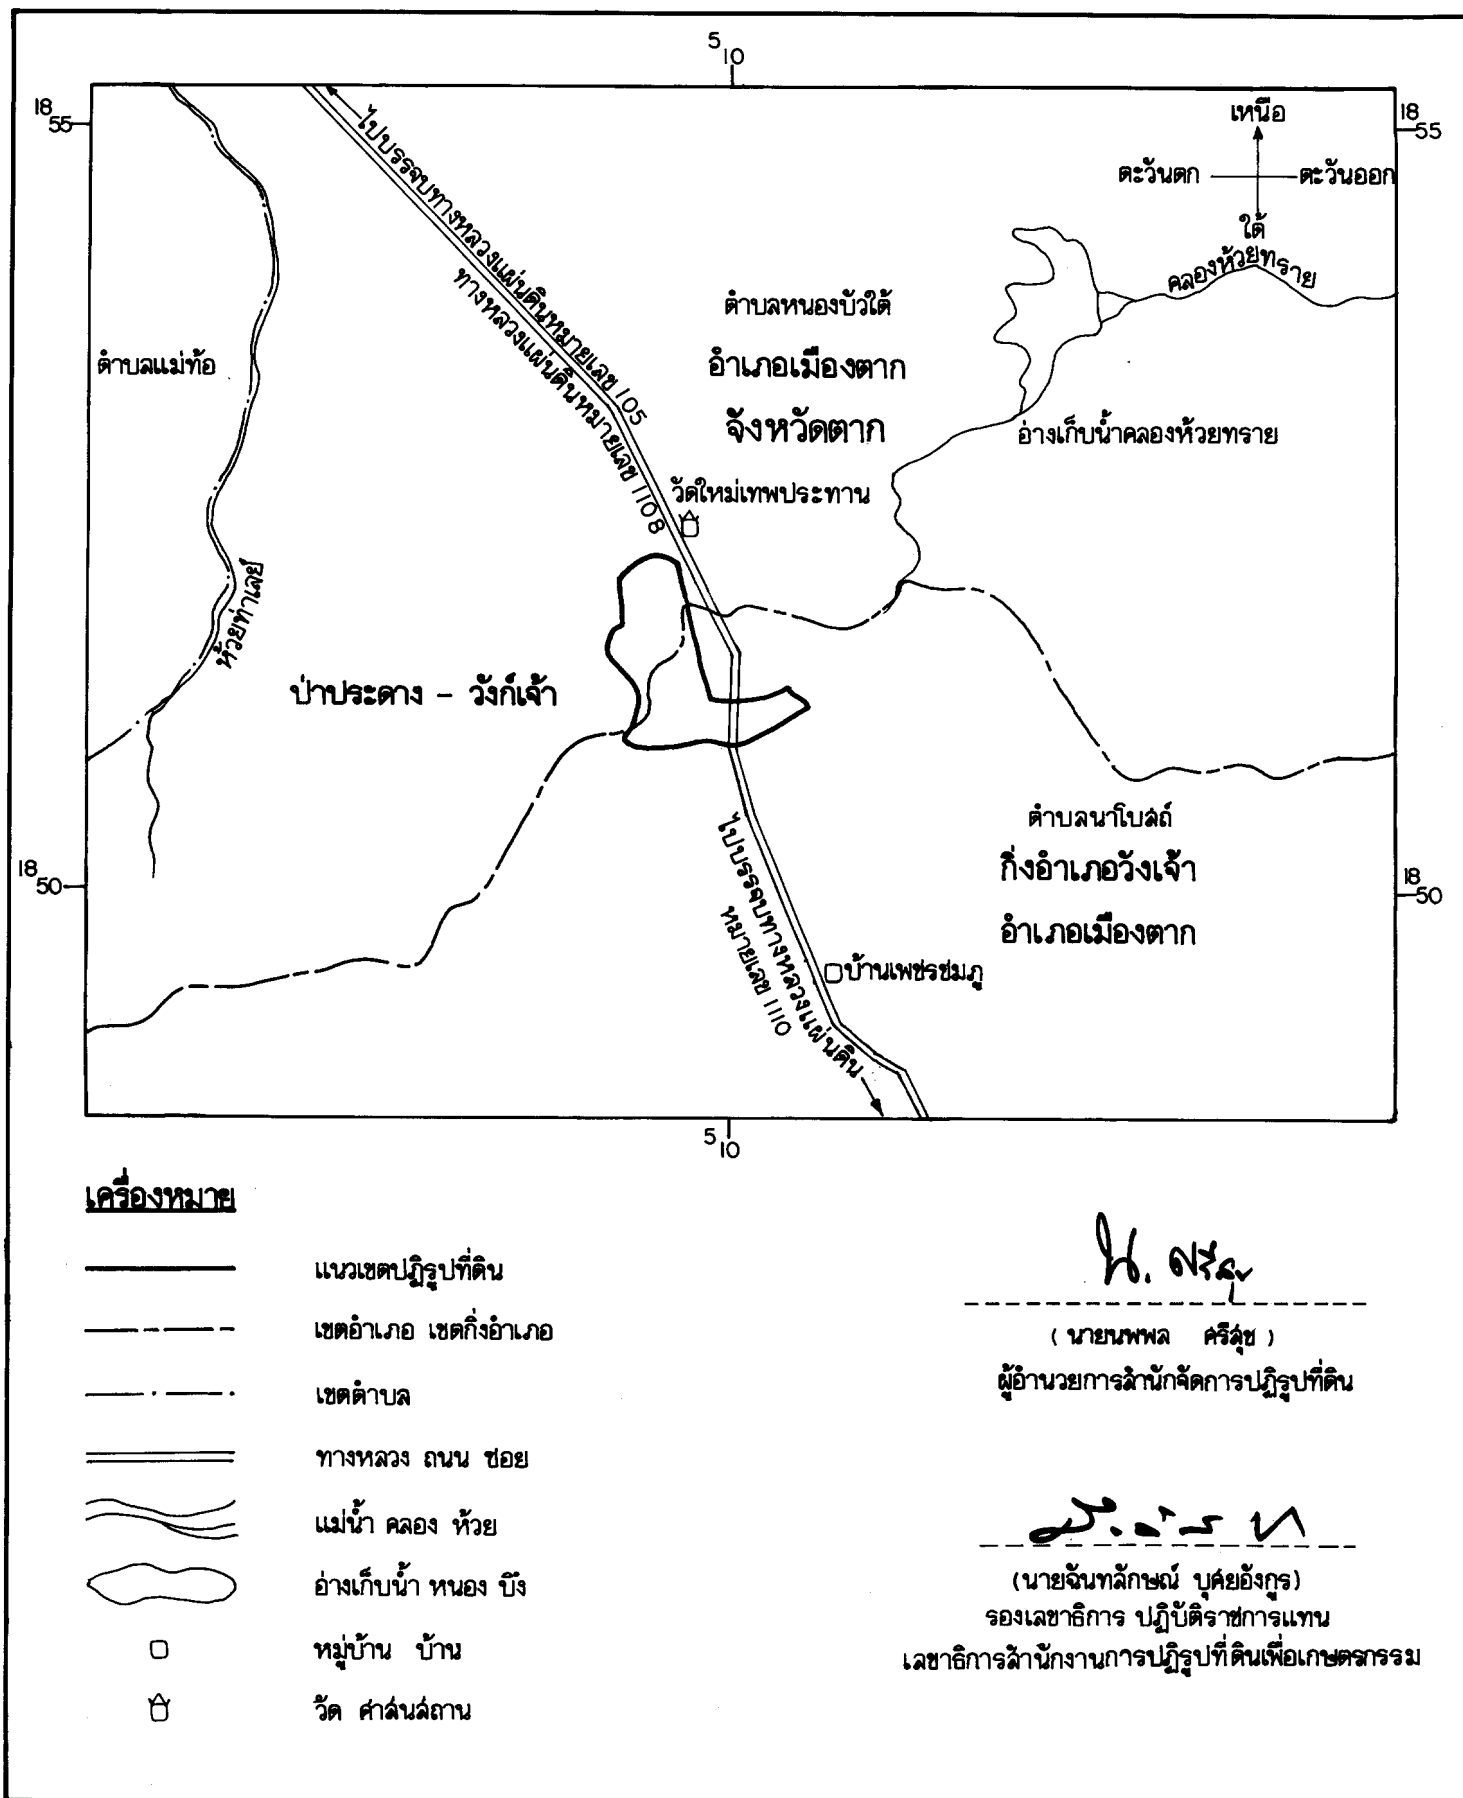 5 10
18 55
18 55
เหนือ
ตะวันตก
ตะวันออก
ใต้
คลองห้วยทราย
ไปบรรจบทางหลวงแผ่นดินหมายเลข 105
ทางหลวงแผ่นดินหมายเลข 1108
ตำบลหนองบัวใต้
อำเภอเมืองตาก
จังหวัดตาก
ตำบลแม่ท้อ
อ่างเก็บน้ำคลองห้วยทราย
วัดใหม่เทพประทาน
ห้วยท่าเลย์
ป่าประดาง - วังก์เจ้า
ตำบลนาโบสถ์
กิ่งอำเภอวังเจ้า
อำเภอเมืองตาก
18 50
18 50
ไปบรรจบทางหลวงแผ่นดิน
หมายเลข 1110
บ้านเพชรชมภู
5 10
เครื่องหมาย
แนวเขตปฏิรูปที่ดิน
เขตอำเภอ เขตกิ่งอำเภอ
เขตตำบล
ทางหลวง ถนน ซอย
แม่น้ำ คลอง ห้วย
อ่างเก็บน้ำ หนอง บึง
หมู่บ้าน บ้าน
วัด ศาสนสถาน
น. ศรีสุข
( นายนพพล ศรีสุข )
ผู้อำนวยการสำนักจัดการปฏิรูปที่ดิน
(นายฉันทลักษณ์ บุศยอังกูร)
รองเลขาธิการ ปฏิบัติราชการแทน
เลขาธิการสำนักงานการปฏิรูปที่ดินเพื่อเกษตรกรรม